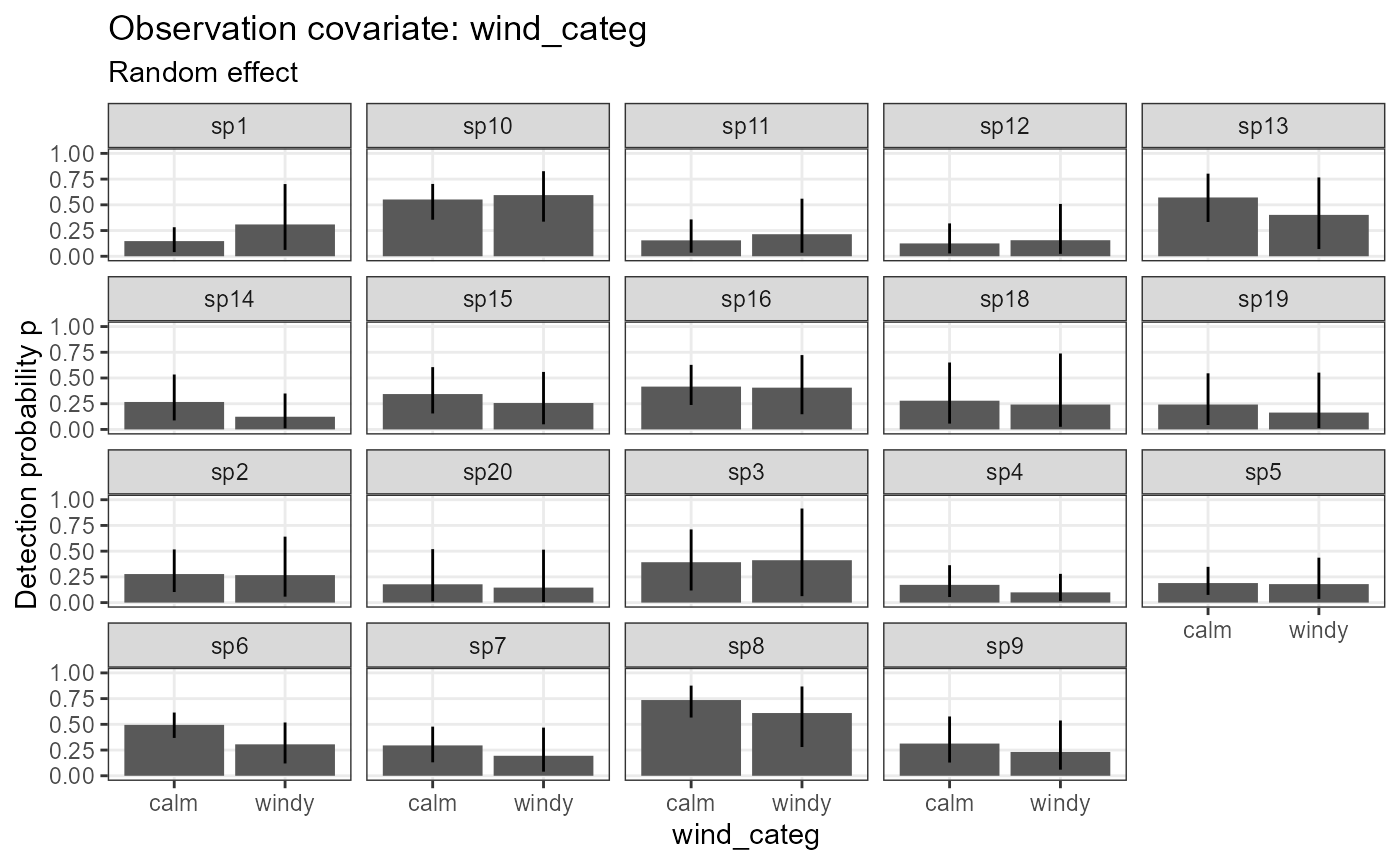 Observation covariate: wind_categ
Random effect
sp1 sp10 sp11 sp12 sp13
1.00
0.75
0.50
0.25
0.00
sp14 sp15 sp16 sp18 sp19
1.00
0.75
0.50
0.25
0.00
Detection probability p
sp2 sp20 sp3 sp4 sp5
1.00
0.75
0.50
0.25
0.00
calm windy
sp6 sp7 sp8 sp9
1.00
0.75
0.50
0.25
0.00
calm windy calm windy calm windy calm windy
wind_categ